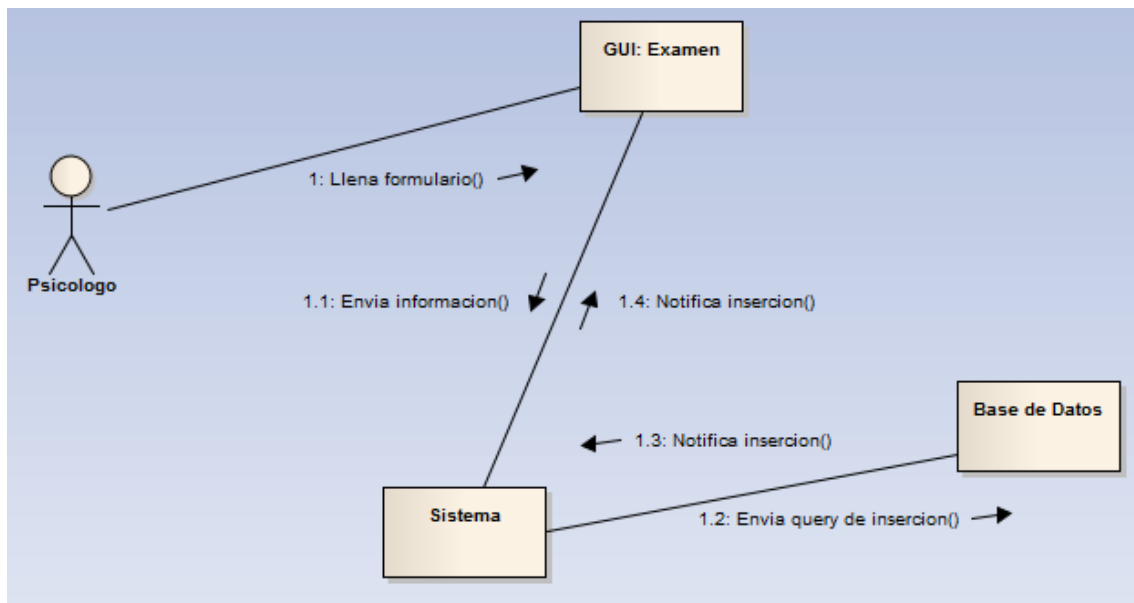 GUI: Examen
1: Llena formulario()
Psicologo
1.1: Envia informacion()
1.4: Notifica insercion()
Base de Datos
1.3: Notifica insercion()
Sistema
1.2: Envia query de insercion()